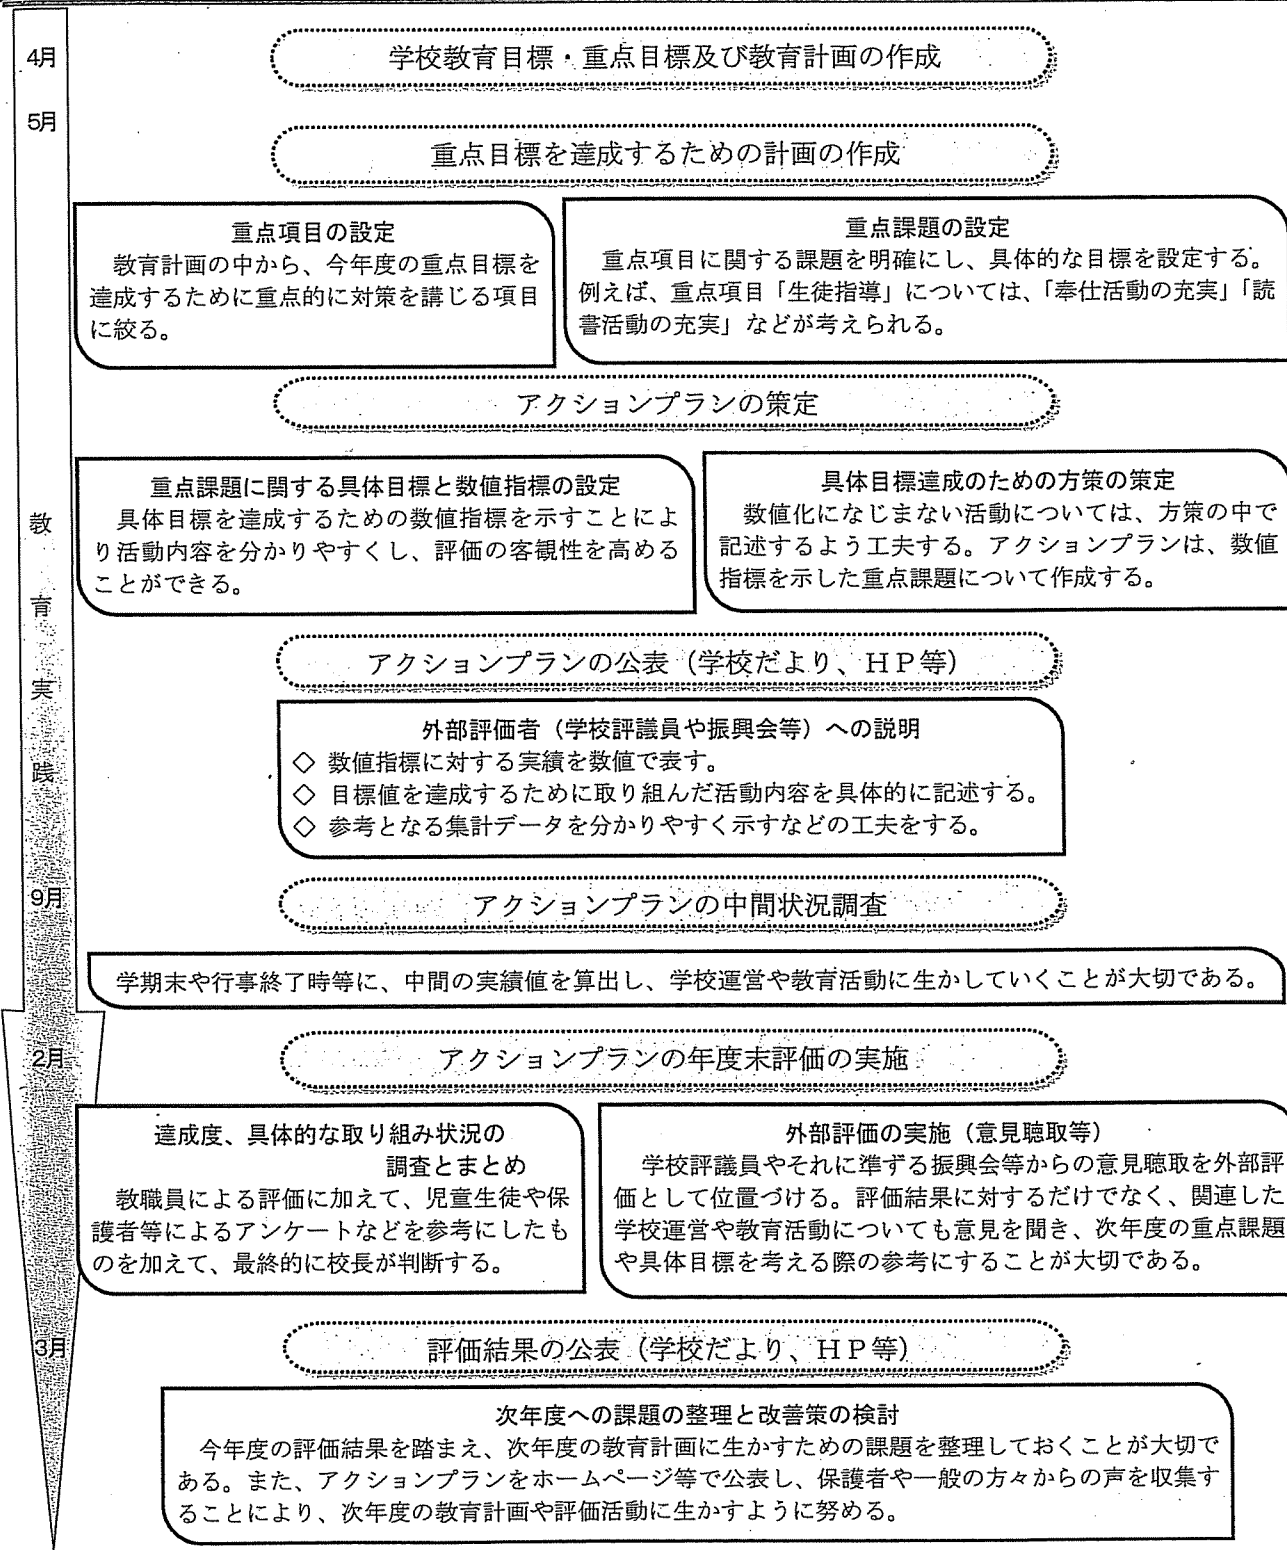 4月
学校教育目標・重点目標及び教育計画の作成
5月
重点目標を達成するための計画の作成
重点項目の設定
教育計画の中から、今年度の重点目標を
達成するために重点的に対策を講じる項目
に絞る。
重点課題の設定
重点項目に関する課題を明確にし、具体的な目標を設定する。
例えば、重点項目「生徒指導」については、「奉仕活動の充実」「読
書活動の充実」などが考えられる。
アクションプランの策定
重点課題に関する具体目標と数値指標の設定
具体目標を達成するための数値指標を示すことによ
り活動内容を分かりやすくし、評価の客観性を高める
ことができる。
具体目標達成のための方策の策定
数値化になじまない活動については、方策の中で
記述するよう工夫する。アクションプランは、数値
指標を示した重点課題について作成する。
教
育
実
践
アクションプランの公表（学校だより、ＨＰ等）
外部評価者（学校評議員や振興会等）への説明
◇ 数値指標に対する実績を数値で表す。
◇ 目標値を達成するために取り組んだ活動内容を具体的に記述する。
◇ 参考となる集計データを分かりやすく示すなどの工夫をする。
9月
アクションプランの中間状況調査
学期末や行事終了時等に、中間の実績値を算出し、学校運営や教育活動に生かしていくことが大切である。
2月
アクションプランの年度末評価の実施
達成度、具体的な取り組み状況の
調査とまとめ
教職員による評価に加えて、児童生徒や保
護者等によるアンケートなどを参考にしたも
のを加えて、最終的に校長が判断する。
外部評価の実施（意見聴取等）
学校評議員やそれに準ずる振興会等からの意見聴取を外部評
価として位置づける。評価結果に対するだけでなく、関連した
学校運営や教育活動についても意見を聞き、次年度の重点課題
や具体目標を考える際の参考にすることが大切である。
3月
評価結果の公表（学校だより、ＨＰ等）
次年度への課題の整理と改善策の検討
今年度の評価結果を踏まえ、次年度の教育計画に生かすための課題を整理しておくことが大切で
ある。また、アクションプランをホームページ等で公表し、保護者や一般の方々からの声を収集す
ることにより、次年度の教育計画や評価活動に生かすように努める。